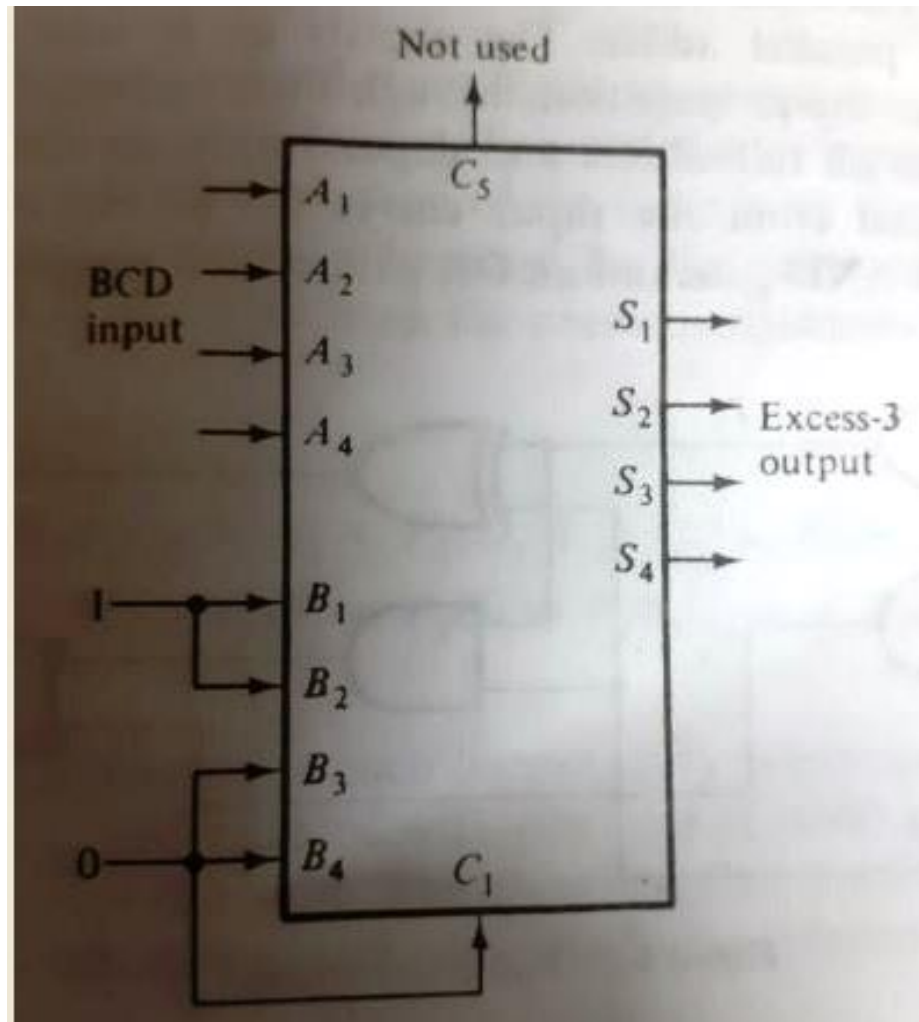 Not used
C5
A1
A2
BCD
input
A3
A4
S1
S2
Excess-3
output
S3
S4
1
B1
B2
B3
0
B4
C1